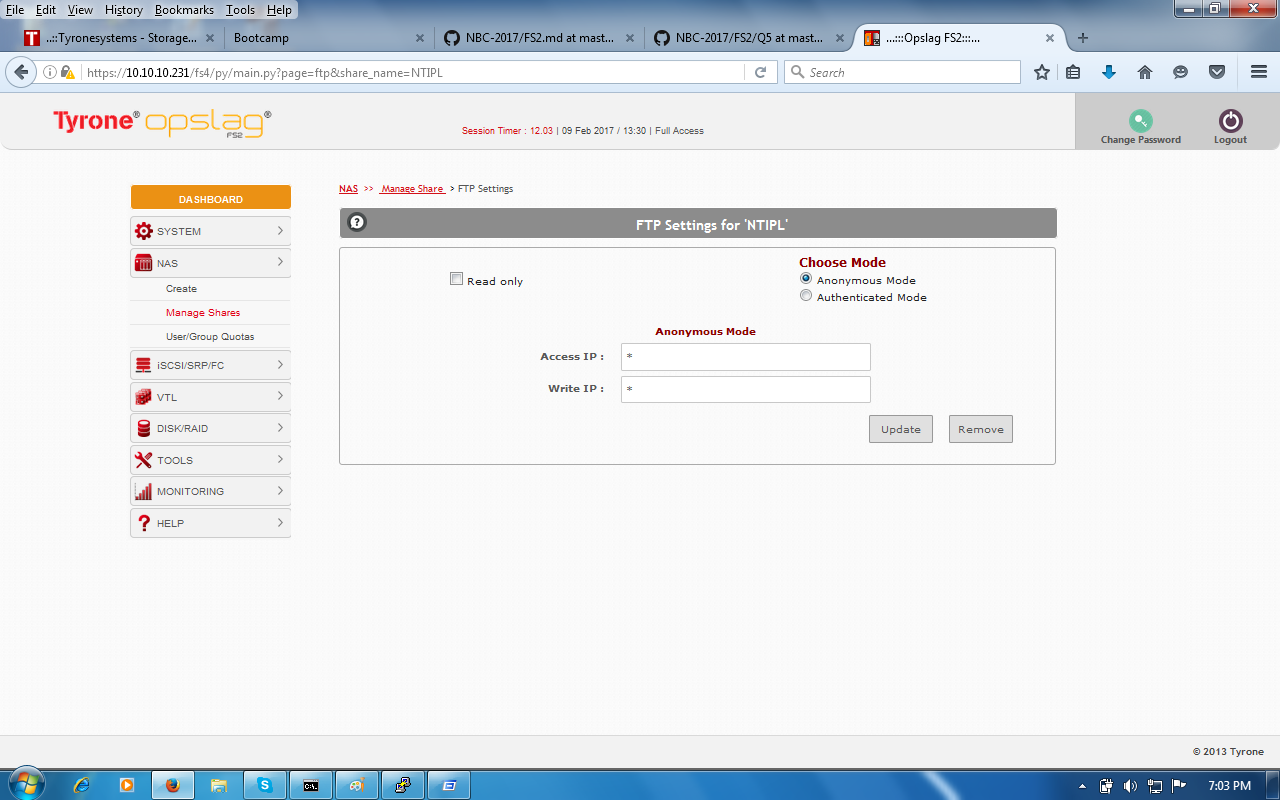 File Edit View History Bookmarks Tools Help
..::Tyronesystems - Storage... Bootcamp NBC-2017/FS2.md at mast... NBC-2017/FS2/Q5 at mast... ...:::Opslag FS2:::...
https://10.10.10.231/fs4/py/main.py?page=ftp&share_name=NTIPL Search
Tyrone® opslag® FS2
Session Timer : 12.03 | 09 Feb 2017 / 13:30 | Full Access
Change Password Logout
NAS >> Manage Share > FTP Settings
DASHBOARD
SYSTEM
NAS
Create
Manage Shares
User/Group Quotas
iSCSI/SRP/FC
VTL
DISK/RAID
TOOLS
MONITORING
HELP
? FTP Settings for 'NTIPL'
Read only
Choose Mode
Anonymous Mode
Authenticated Mode
Anonymous Mode
Access IP : *
Write IP : *
Update Remove
© 2013 Tyrone
7:03 PM